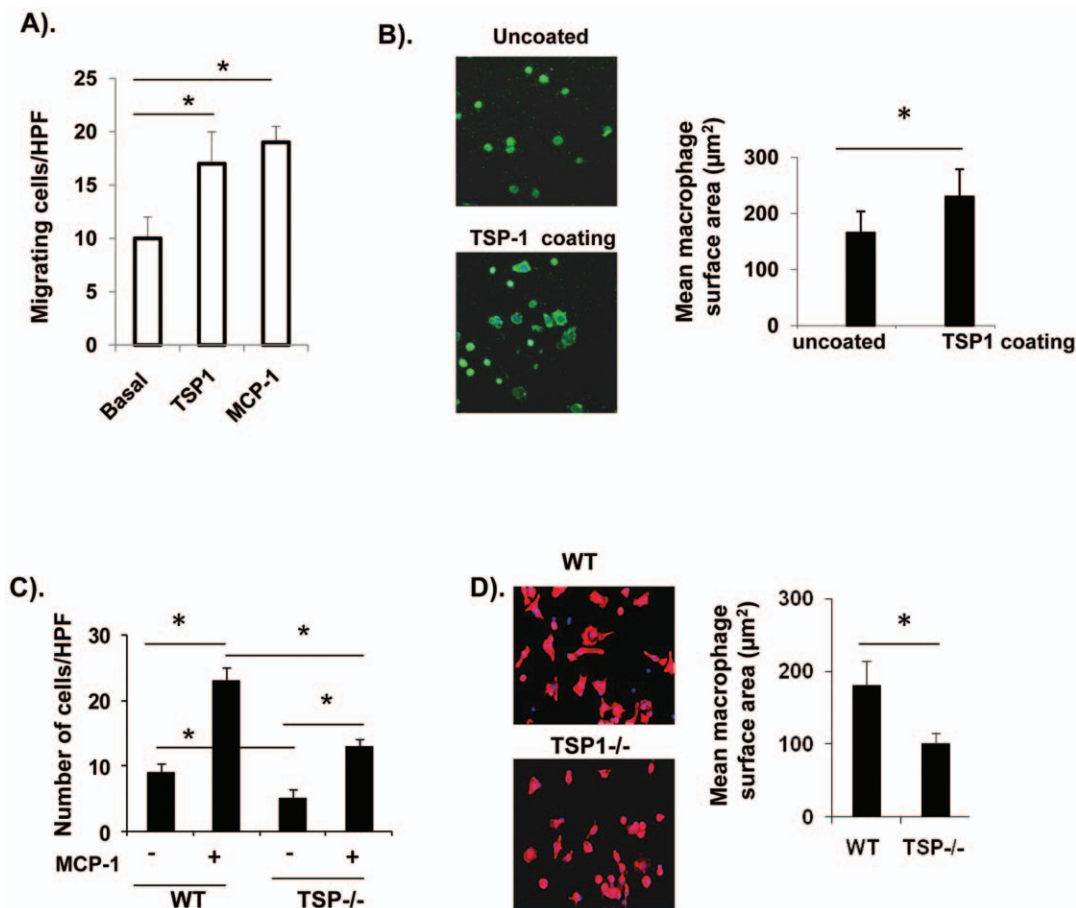 A).
*
*
25
20
15
10
5
0
Migrating cells/HPF
Basal
TSP1
MCP-1
B).
Uncoated
TSP-1 coating
*
300
200
100
0
Mean macrophage
surface area (µm²)
uncoated
TSP1 coating
C).
*
*
*
*
30
20
10
0
Number of cells/HPF
MCP-1 - + - +
WT TSP-/-
D).
WT
TSP1-/-
*
300
200
100
0
Mean macrophage
surface area (µm²)
WT TSP-/-